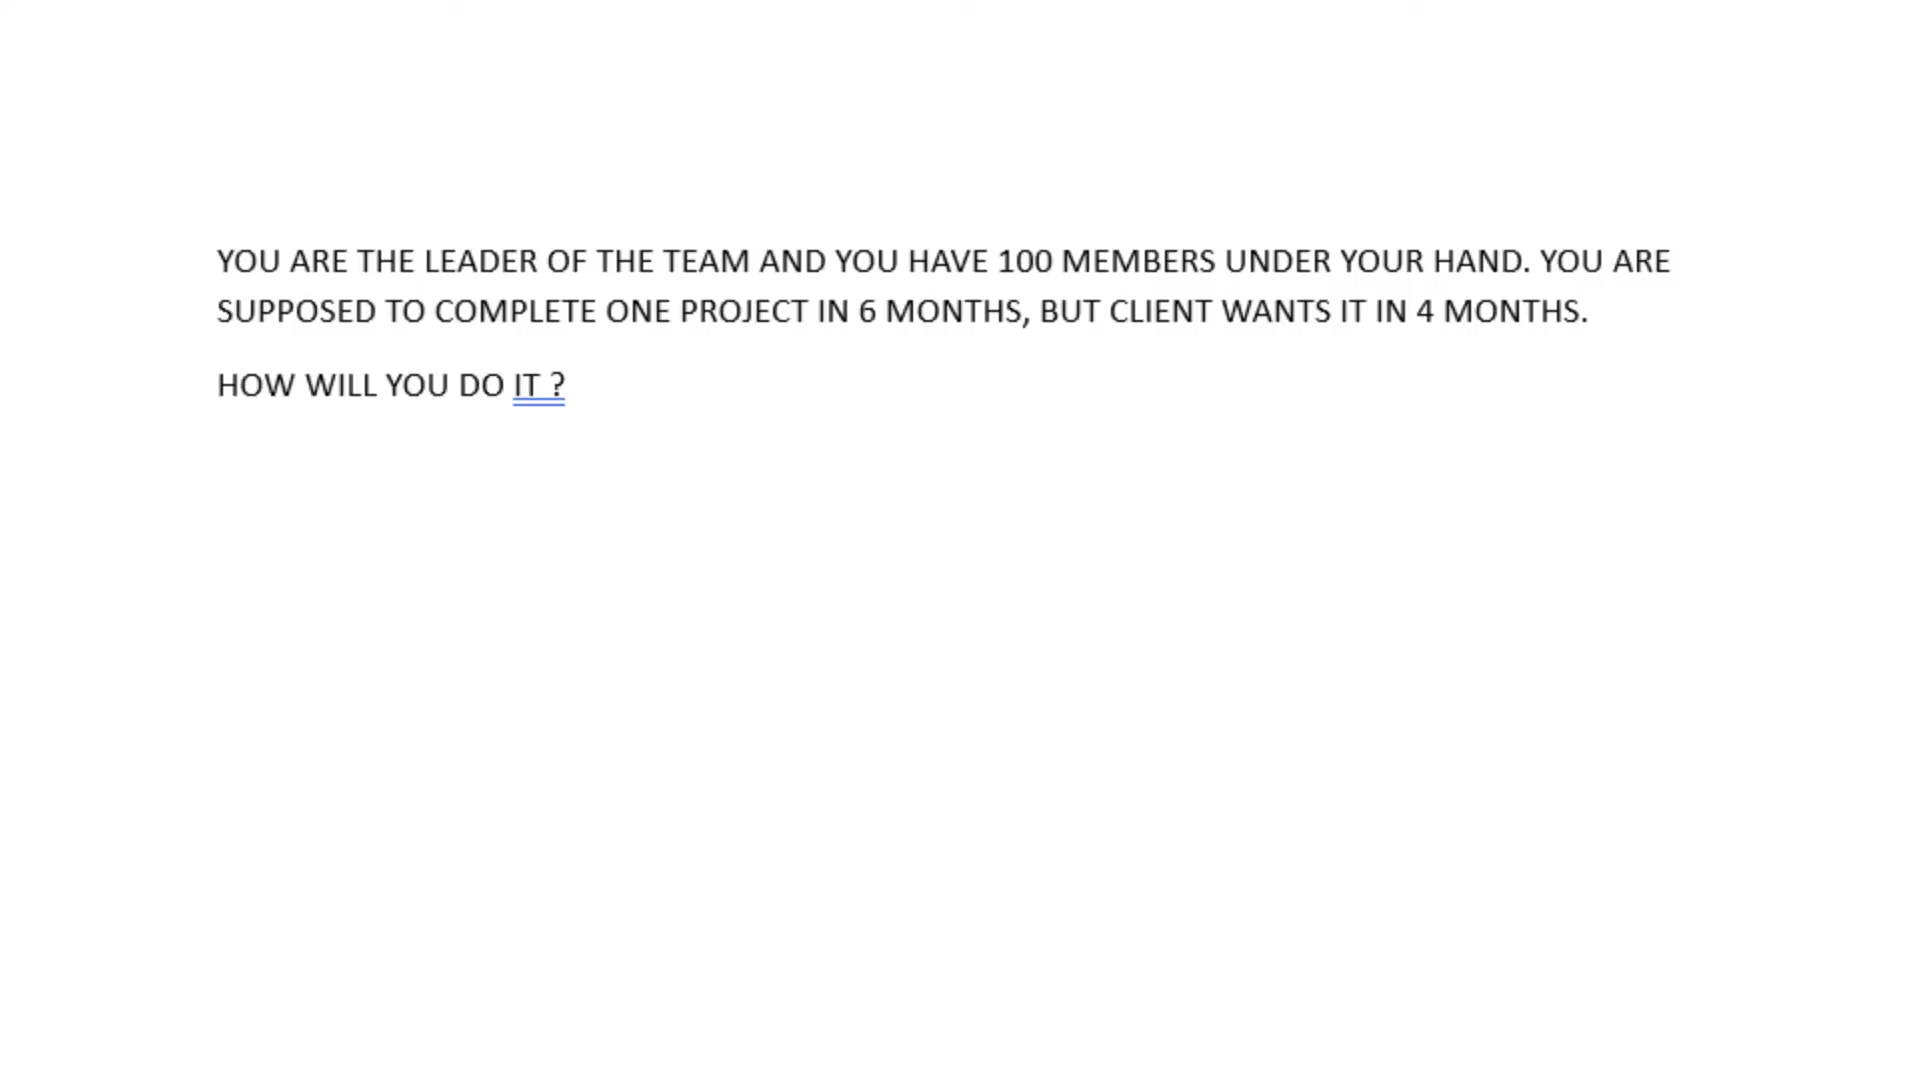 YOU ARE THE LEADER OF THE TEAM AND YOU HAVE 100 MEMBERS UNDER YOUR HAND. YOU ARE
SUPPOSED TO COMPLETE ONE PROJECT IN 6 MONTHS, BUT CLIENT WANTS IT IN 4 MONTHS.
HOW WILL YOU DO IT ?